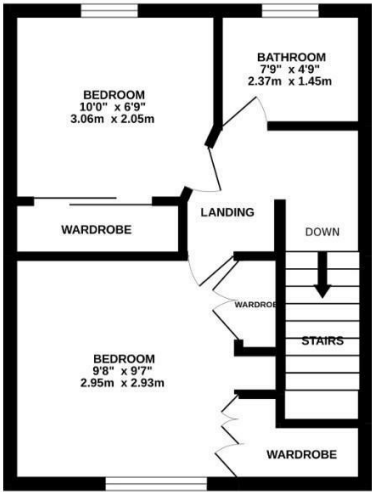 BATHROOM
7'9" x 4'9"
2.37m x 1.45m
BEDROOM
10'0" x 6'9"
3.06m x 2.05m
LANDING
WARDROBE
DOWN
WARDROBE
STAIRS
BEDROOM
9'8" x 9'7"
2.95m x 2.93m
WARDROBE